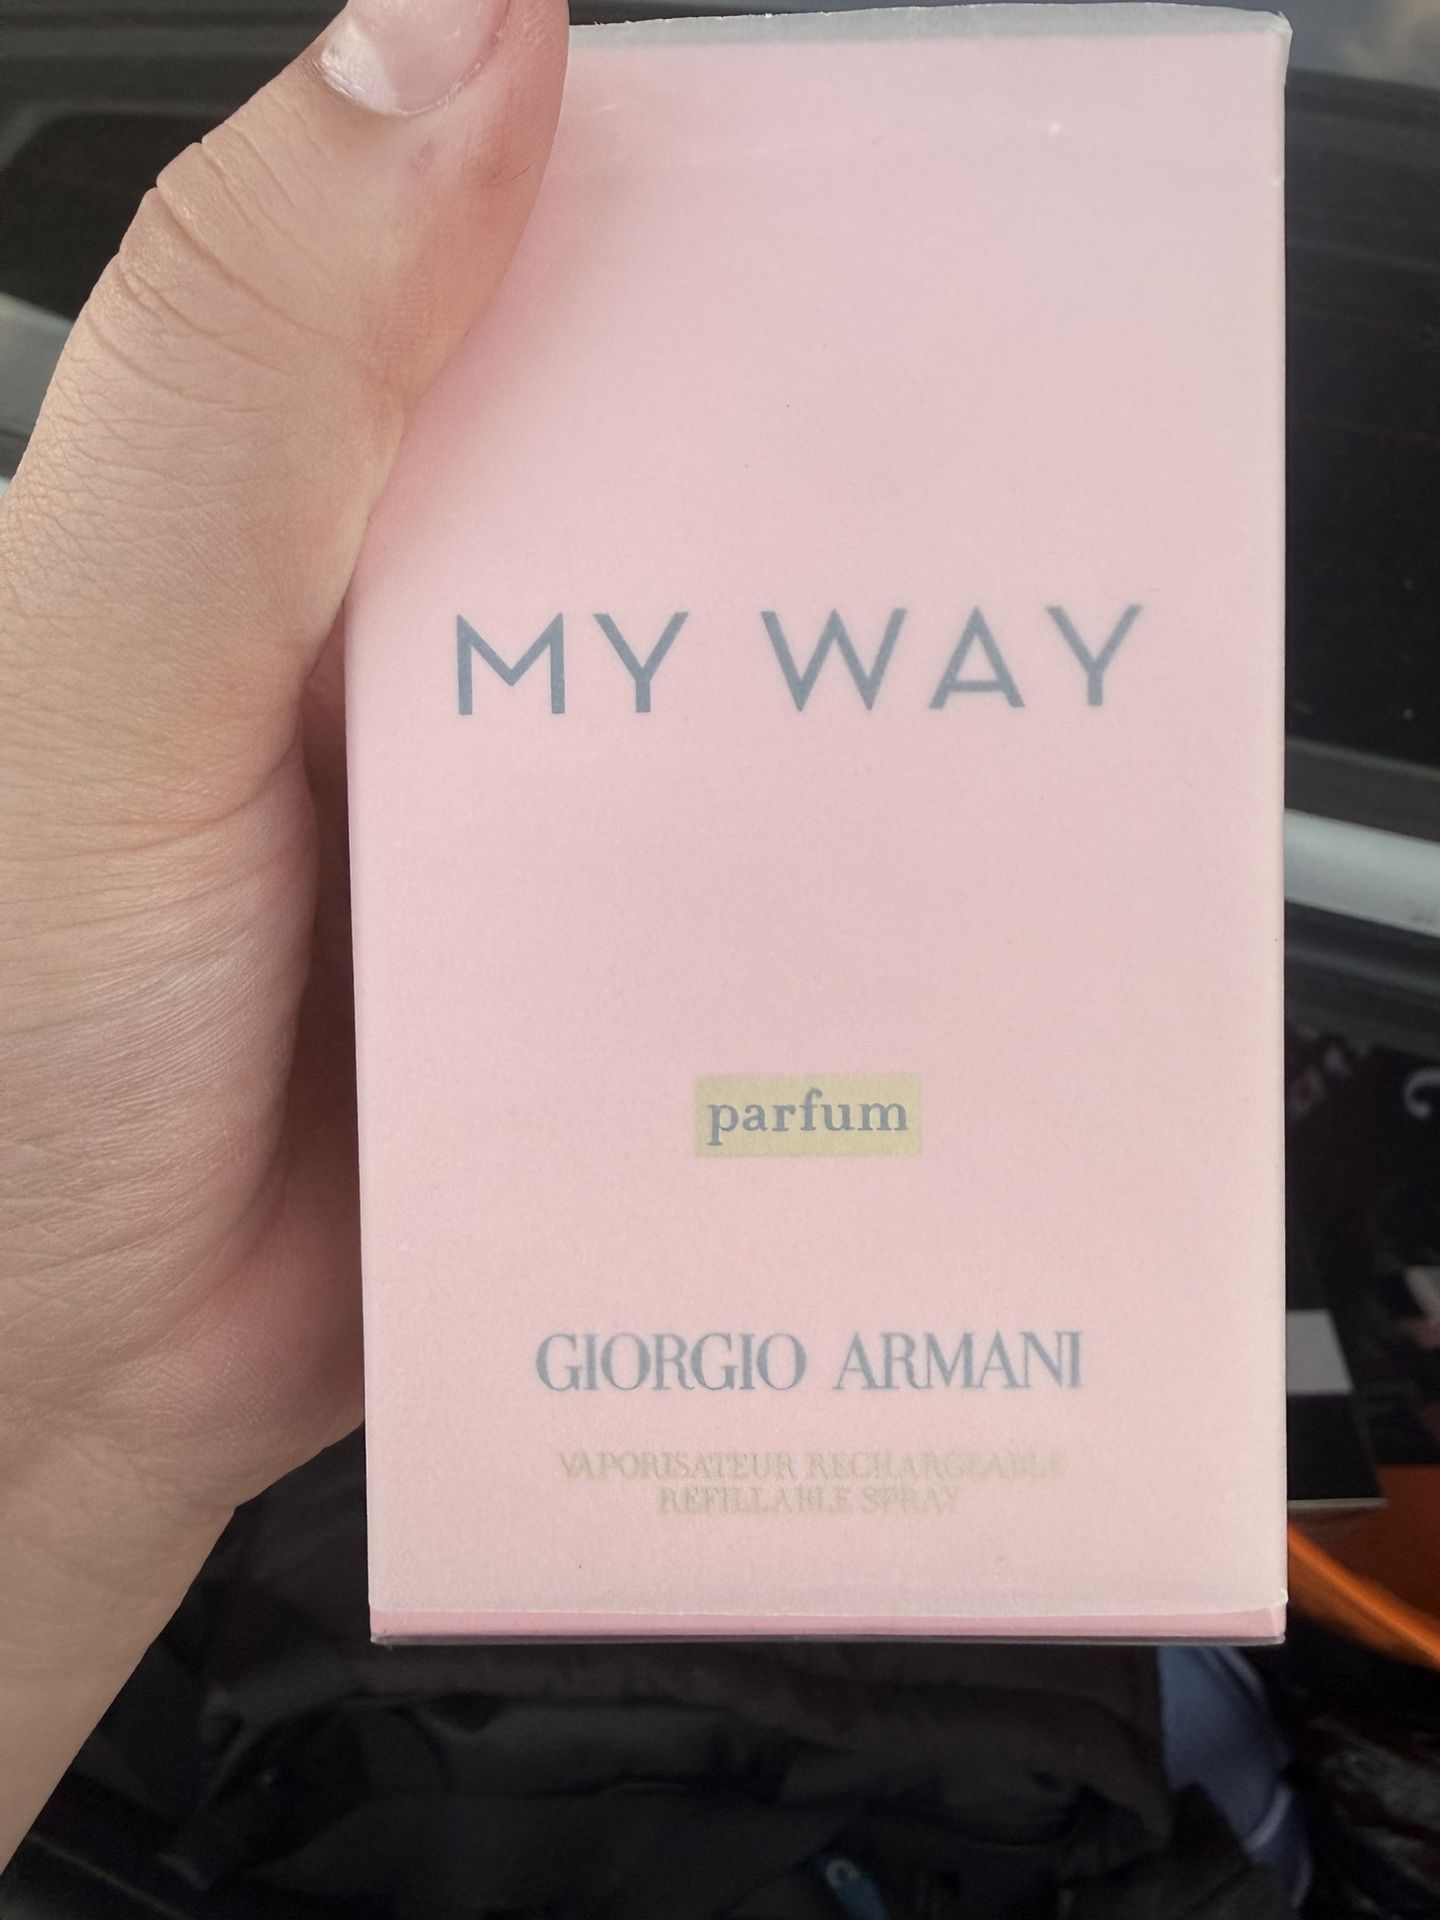 MY WAY
parfum
GIORGIO ARMANI
VAPORISATEUR RECHARGEABLE
REFILLABLE SPRAY